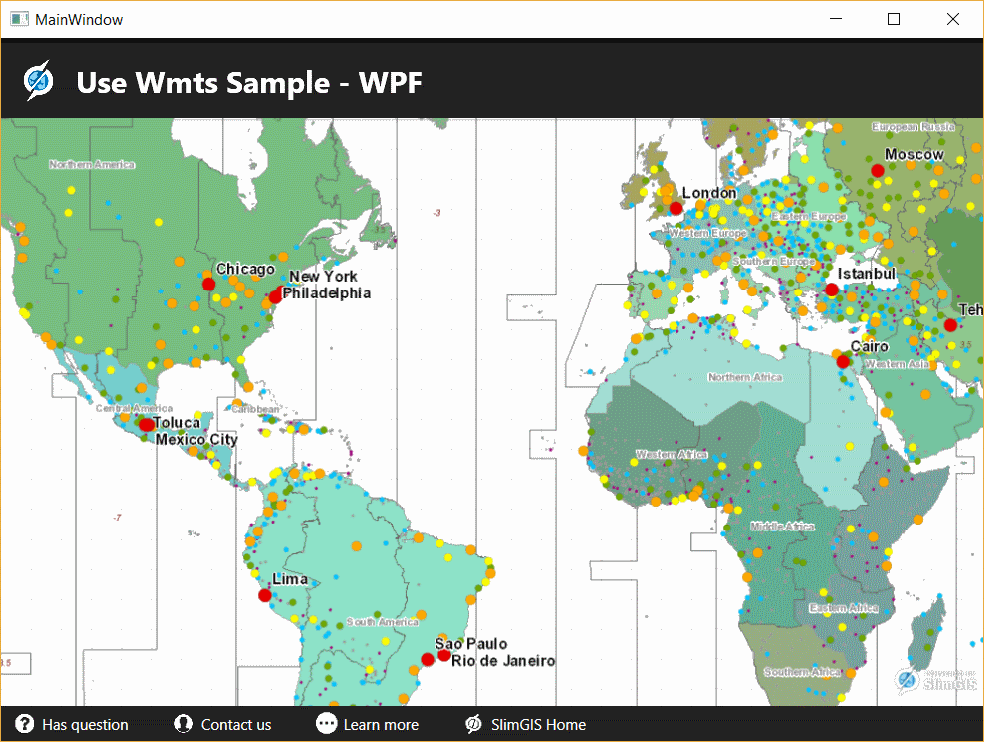 MainWindow
Use Wmts Sample - WPF
European Russia
Moscow
Northern America
London
-3
3.5
Eastern Europe
Western Europe
Southern Europe
Chicago
New York
Philadelphia
Istanbul
Teh
Cairo
3.5
Western Asia
Northern Africa
Central America
Caribbean
Toluca
Mexico City
Western Africa
-7
Middle Africa
Lima
Eastern Africa
South America
Sao Paulo
Rio de Janeiro
3.5
Southern Africa
SlimGIS
Has question
Contact us
Learn more
SlimGIS Home